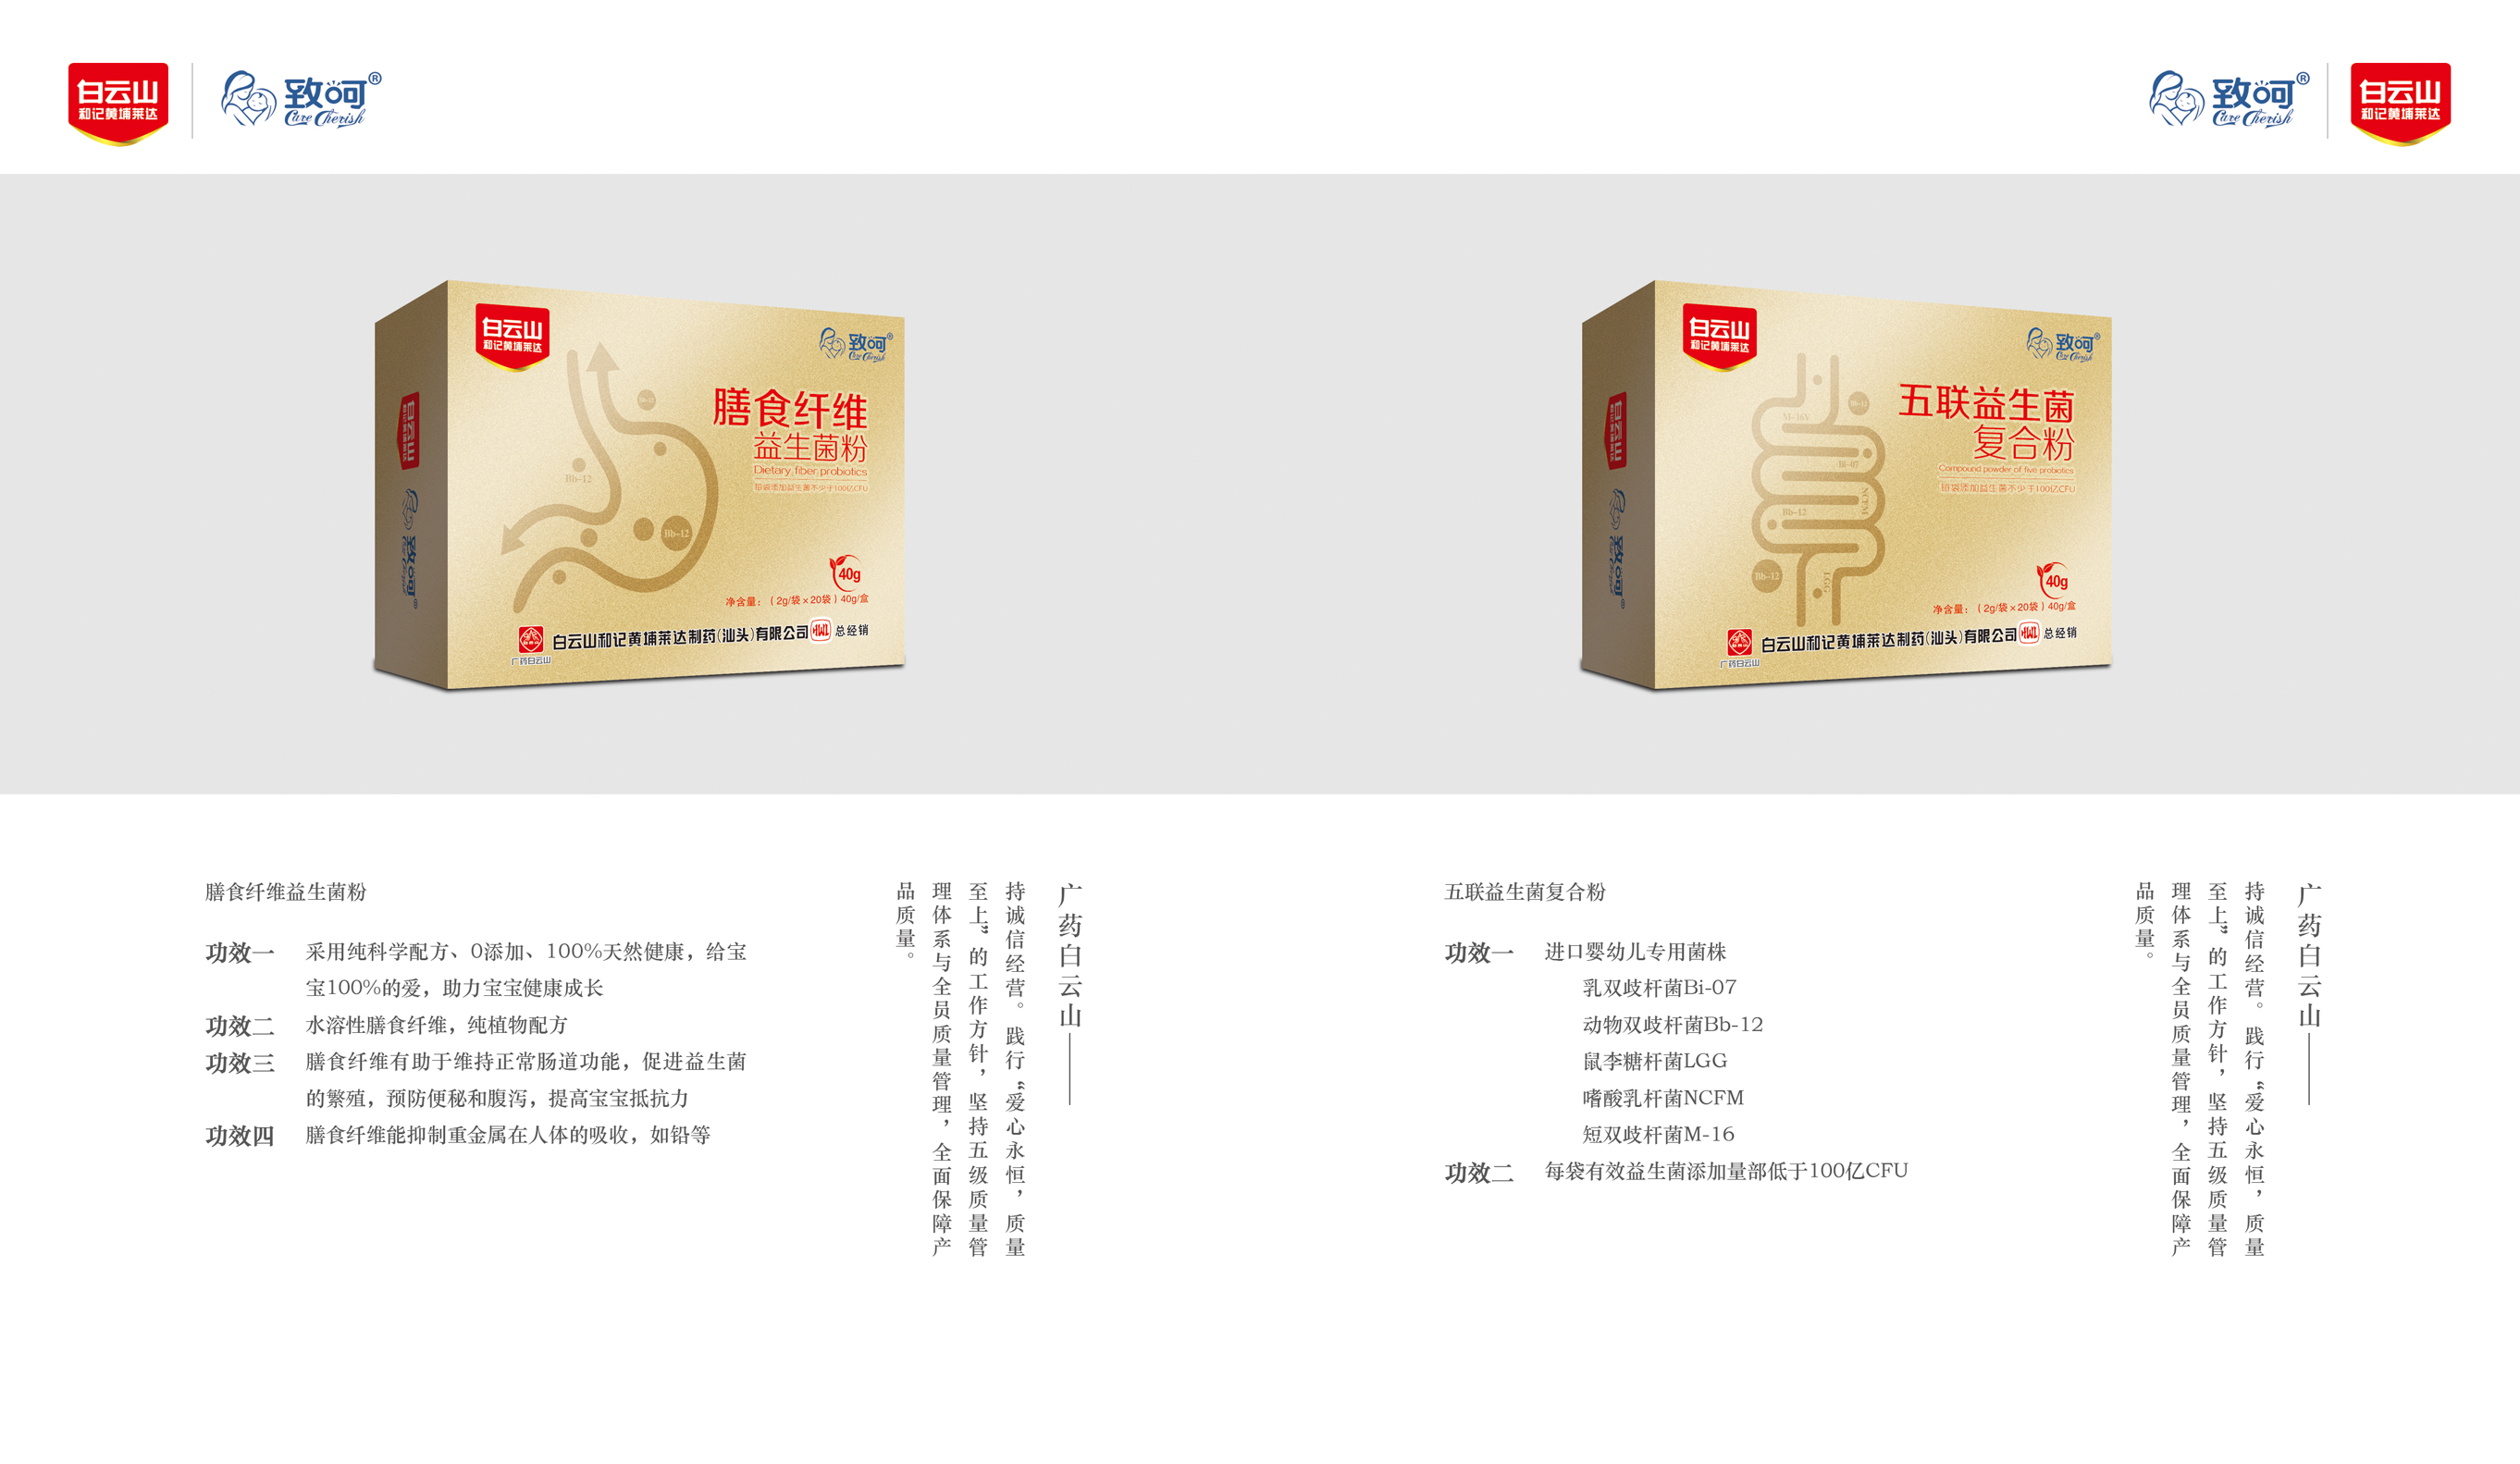 白云山
和记黄埔莱达
致呵®
Care Cherish
致呵®
Care Cherish
白云山
和记黄埔莱达
白云山
和记黄埔莱达
致呵®
Care Cherish
膳食纤维
益生菌粉
Dietary fiber probiotics
每袋添加益生菌不少于100亿CFU
Bb-12
Bb-12
Bb-12
40g
净含量：（2g/袋×20袋）40g/盒
白云山和记黄埔莱达制药(汕头)有限公司 总经销
广药白云山
白云山
和记黄埔莱达
致呵®
白云山
和记黄埔莱达
致呵®
Care Cherish
五联益生菌
复合粉
Compound powder of five probiotics
每袋添加益生菌不少于100亿CFU
M-16V
Bb-12
Bi-07
NCFM
Bb-12
Bb-12
LGG
40g
净含量：（2g/袋×20袋）40g/盒
白云山和记黄埔莱达制药(汕头)有限公司 总经销
广药白云山
白云山
和记黄埔莱达
致呵®
膳食纤维益生菌粉
功效一 采用纯科学配方、0添加、100%天然健康，给宝
宝100%的爱，助力宝宝健康成长
功效二 水溶性膳食纤维，纯植物配方
功效三 膳食纤维有助于维持正常肠道功能，促进益生菌
的繁殖，预防便秘和腹泻，提高宝宝抵抗力
功效四 膳食纤维能抑制重金属在人体的吸收，如铅等
广药白云山——
持诚信经营。践行“爱心永恒，质量
至上”的工作方针，坚持五级质量管
理体系与全员质量管理，全面保障产
品质量。
五联益生菌复合粉
功效一 进口婴幼儿专用菌株
乳双歧杆菌Bi-07
动物双歧杆菌Bb-12
鼠李糖杆菌LGG
嗜酸乳杆菌NCFM
短双歧杆菌M-16
功效二 每袋有效益生菌添加量部低于100亿CFU
广药白云山——
持诚信经营。践行“爱心永恒，质量
至上”的工作方针，坚持五级质量管
理体系与全员质量管理，全面保障产
品质量。